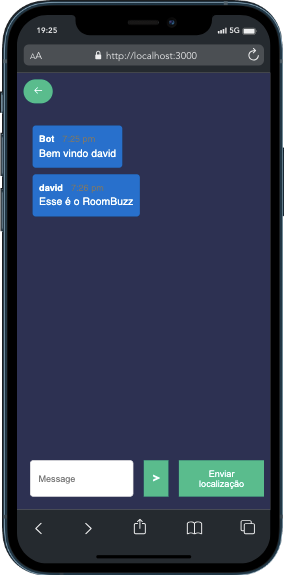 19:25
5G
AA
http://localhost:3000
Bot 7:25 pm
Bem vindo david
david 7:25 pm
Esse é o RoomBuzz
Message
>
Enviar
localização